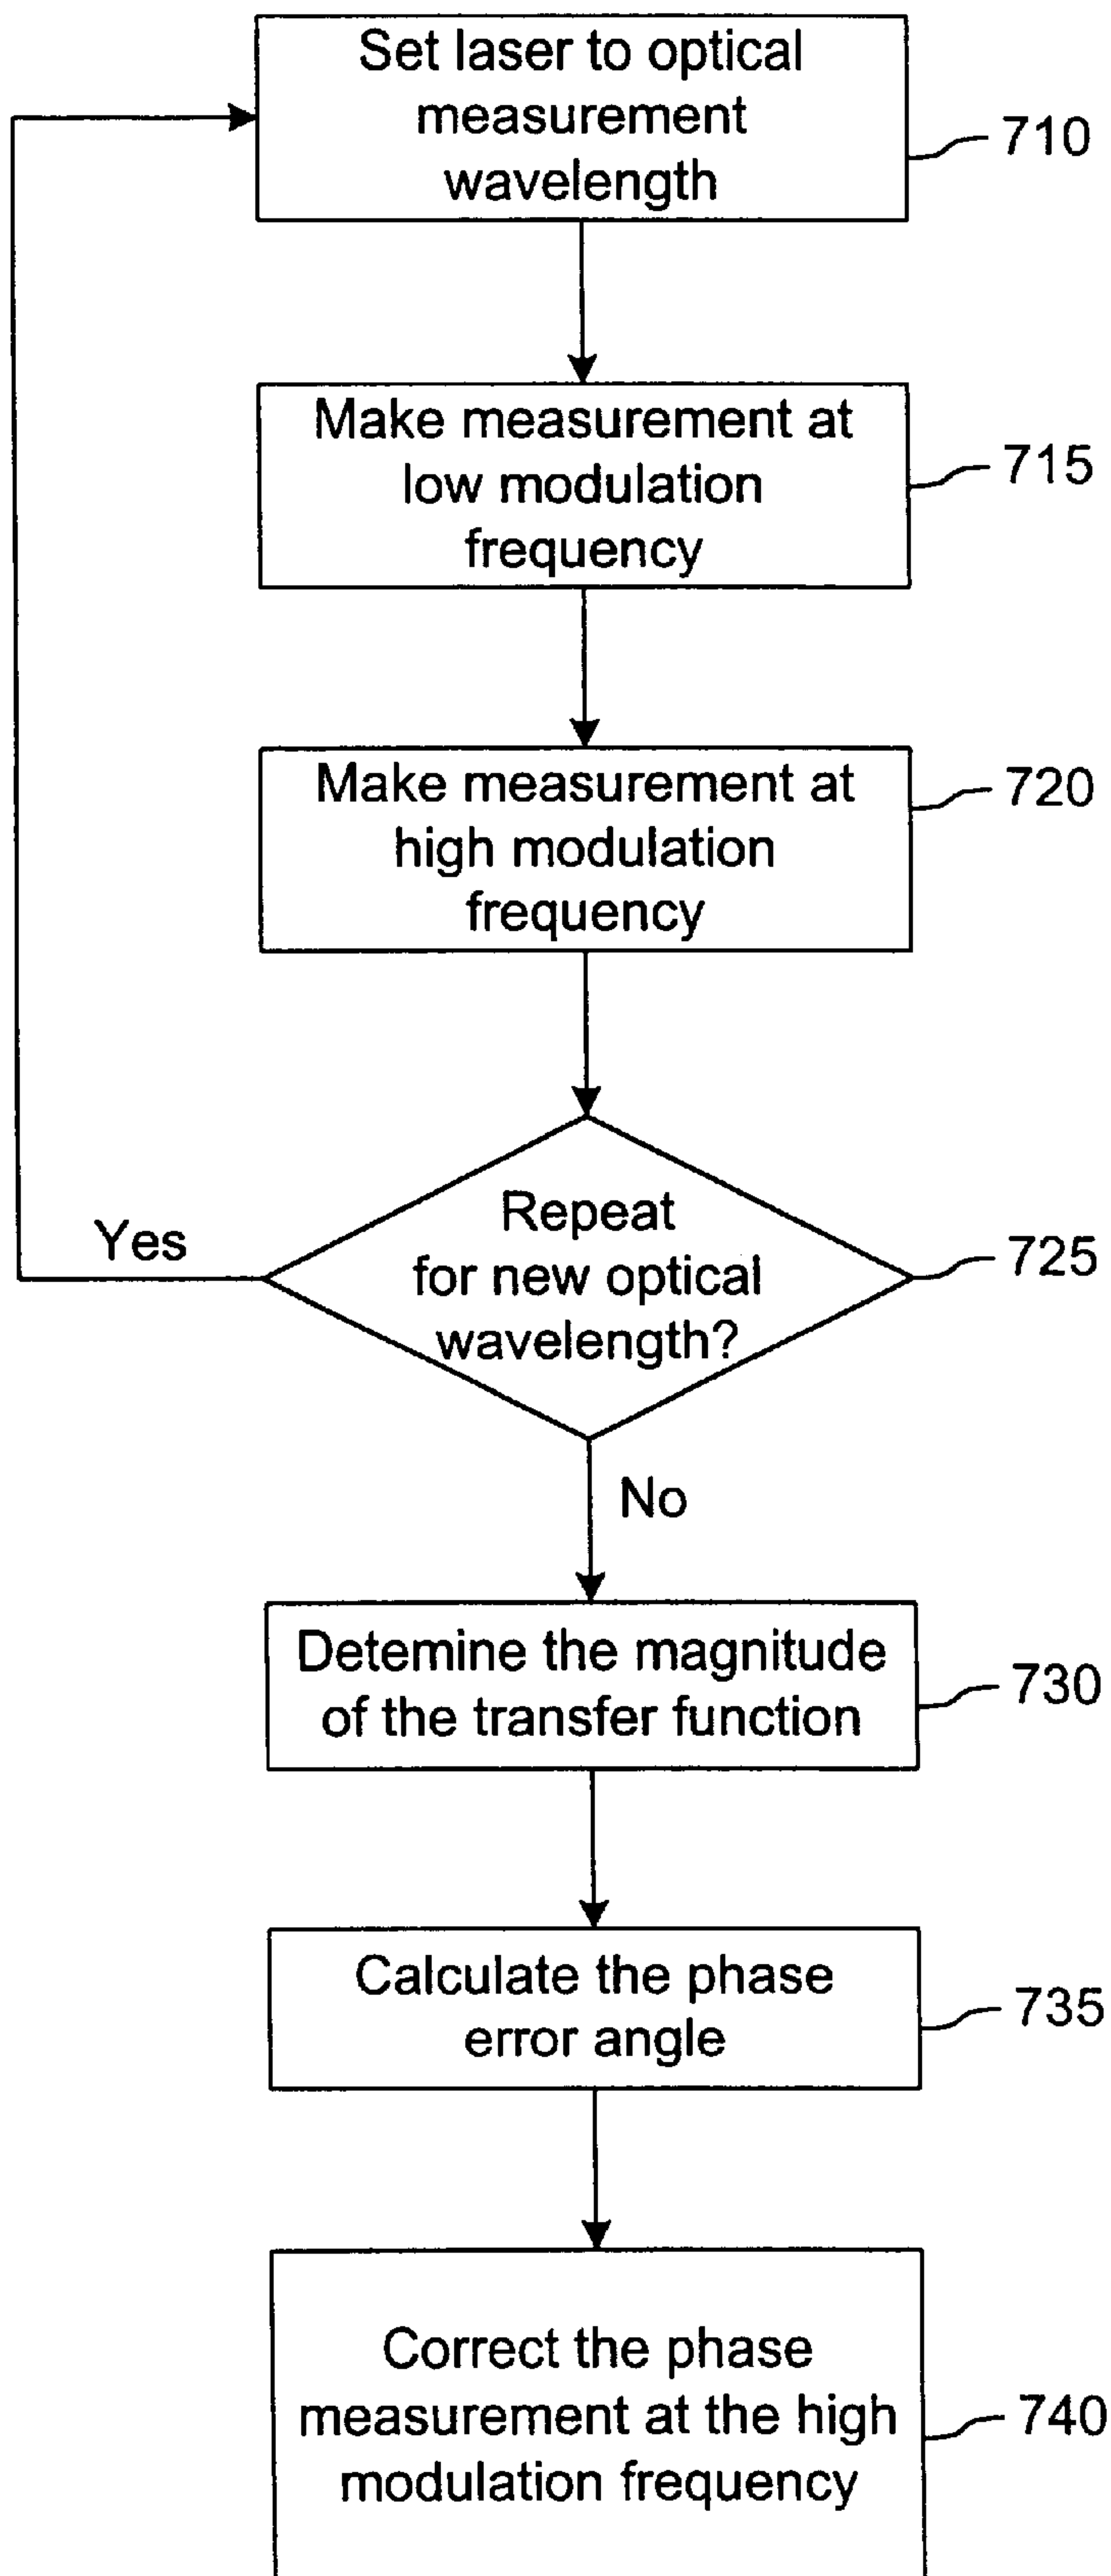 Set laser to optical
measurement
wavelength
710
Make measurement at
low modulation
frequency
715
Make measurement at
high modulation
frequency
720
Repeat
for new optical
wavelength?
725
Yes
No
Detemine the magnitude
of the transfer function
730
Calculate the phase
error angle
735
Correct the phase
measurement at the high
modulation frequency
740